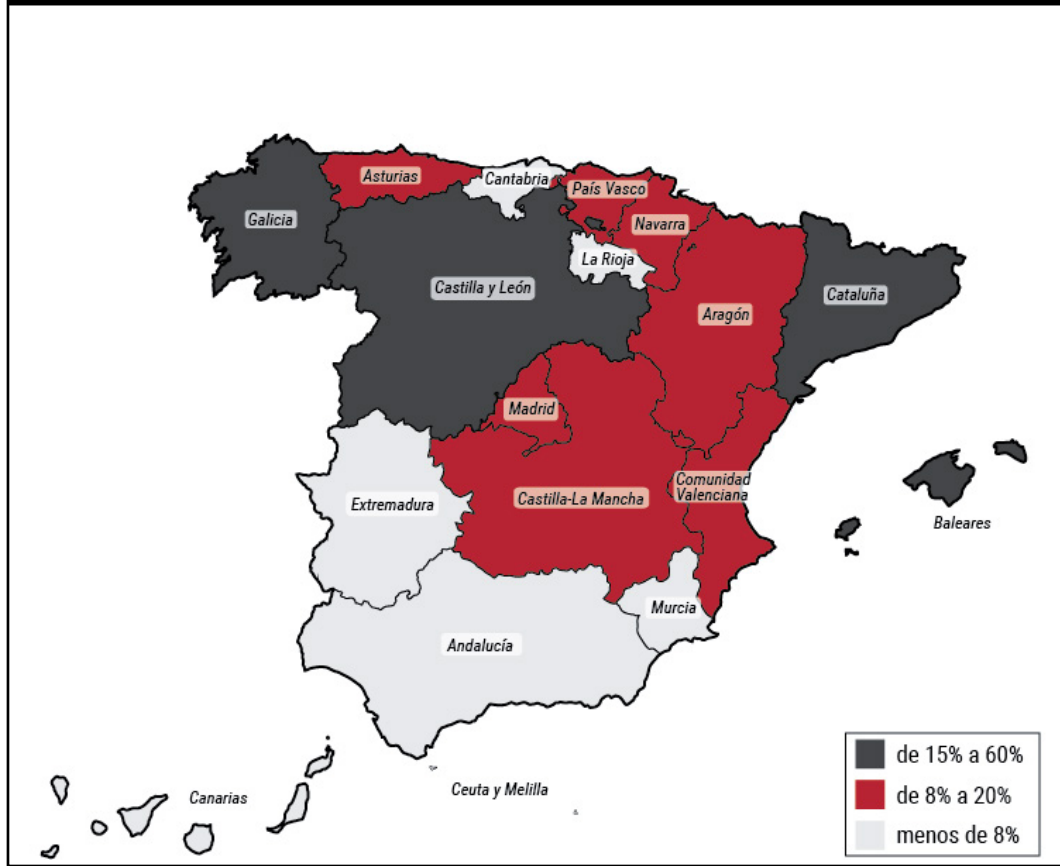 Asturias
Cantabria
País Vasco
Navarra
Galicia
La Rioja
Castilla y León
Cataluña
Aragón
Madrid
Comunidad
Valenciana
Castilla-La Mancha
Extremadura
Baleares
Murcia
Andalucía
Canarias
Ceuta y Melilla
de 15% a 60%
de 8% a 20%
menos de 8%